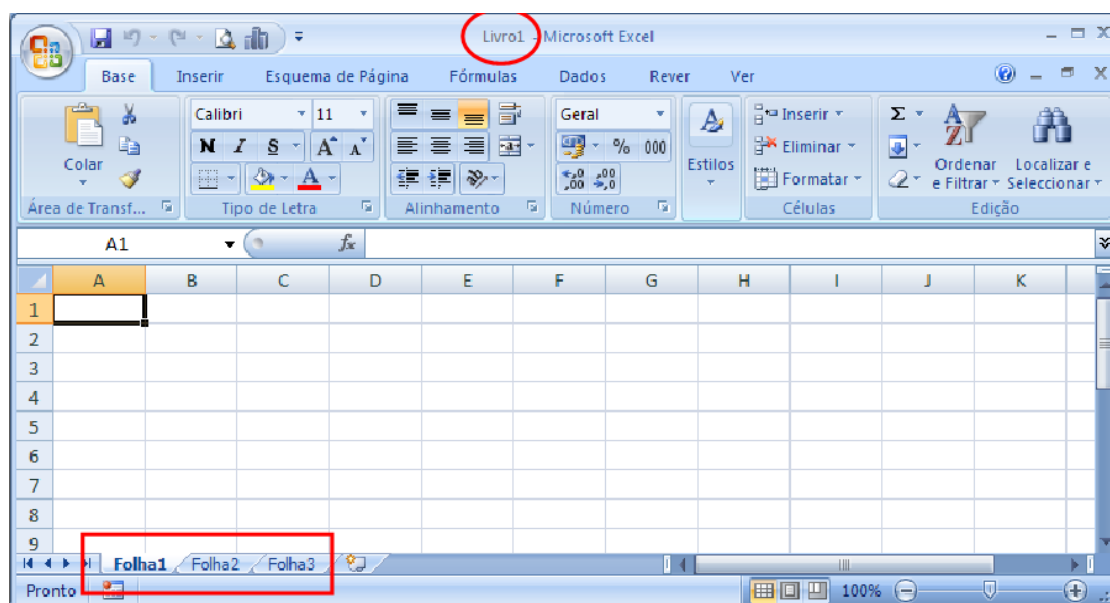 Livro1 - Microsoft Excel
Base Inserir Esquema de Página Fórmulas Dados Rever Ver
Calibri 11 Geral Inserir Σ
N I S A A % 000 Eliminar
Colar Estilos Ordenar e Filtrar Localizar e Seleccionar
A ,00 ,0 Formatar
Área de Transf... Tipo de Letra Alinhamento Número Células Edição
A1 fx
A B C D E F G H I J K
1
2
3
4
5
6
7
8
9
Folha1 Folha2 Folha3
Pronto 100%